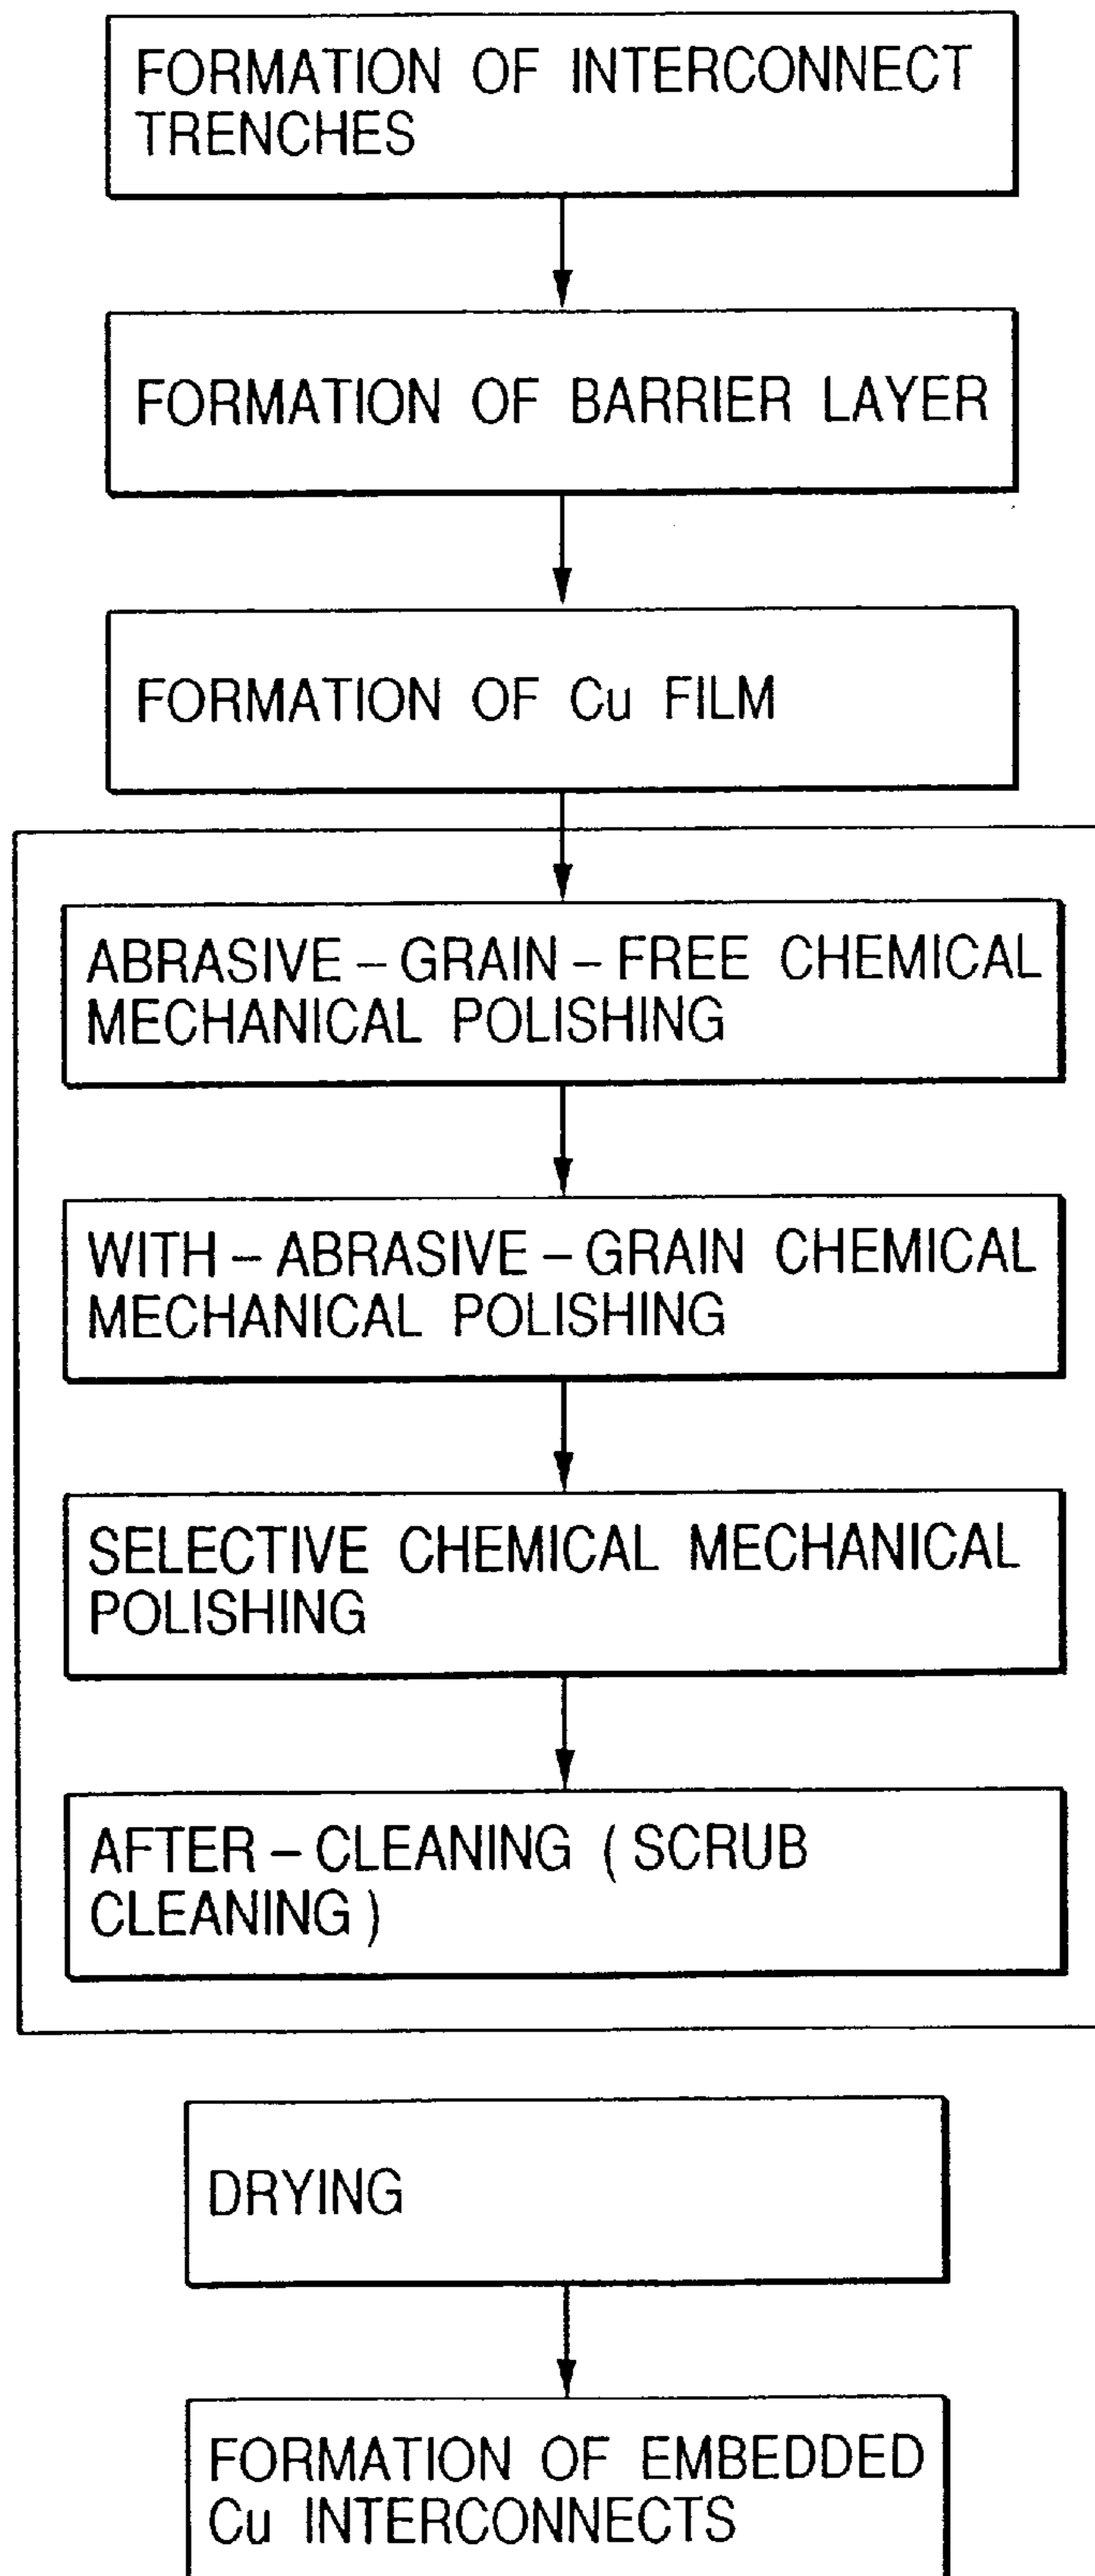 FORMATION OF INTERCONNECT
TRENCHES
FORMATION OF BARRIER LAYER
FORMATION OF Cu FILM
ABRASIVE – GRAIN – FREE CHEMICAL
MECHANICAL POLISHING
WITH – ABRASIVE – GRAIN CHEMICAL
MECHANICAL POLISHING
SELECTIVE CHEMICAL MECHANICAL
POLISHING
AFTER – CLEANING ( SCRUB
CLEANING )
DRYING
FORMATION OF EMBEDDED
Cu INTERCONNECTS